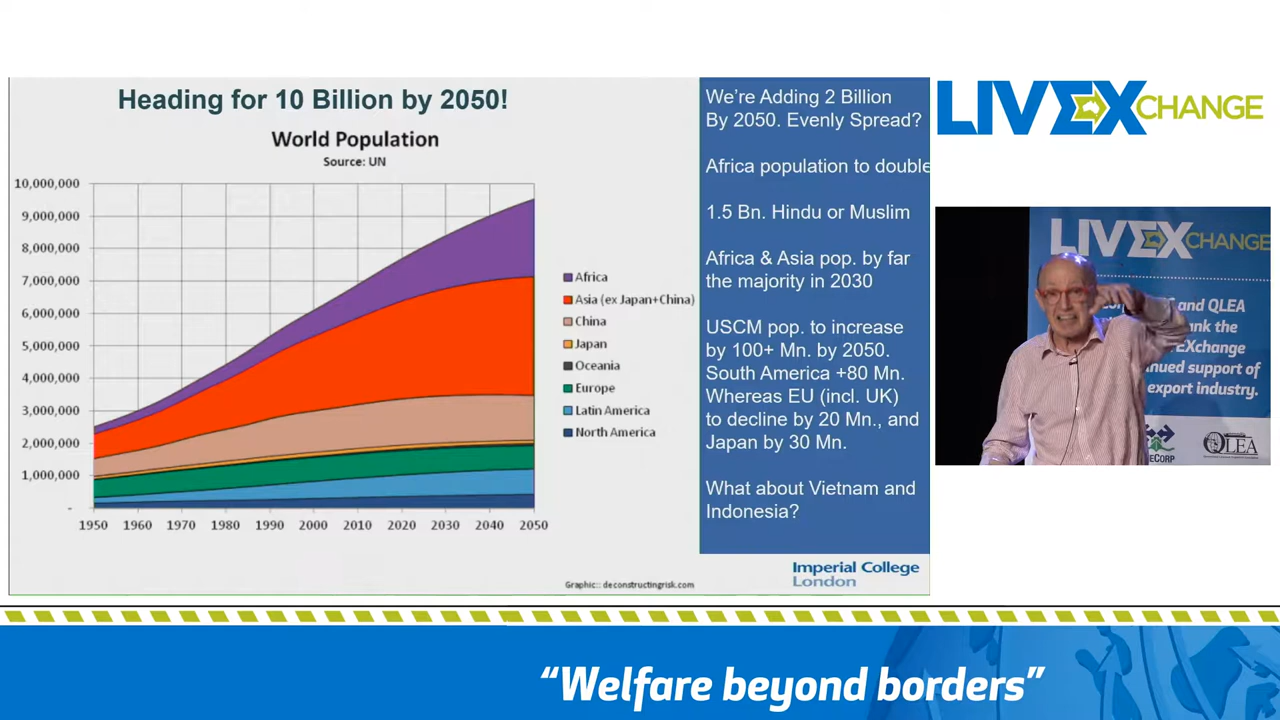 Heading for 10 Billion by 2050!
World Population
Source: UN
10,000,000
9,000,000
8,000,000
7,000,000
6,000,000
5,000,000
4,000,000
3,000,000
2,000,000
1,000,000
-
1950 1960 1970 1980 1990 2000 2010 2020 2030 2040 2050
Africa
Asia (ex Japan+China)
China
Japan
Oceania
Europe
Latin America
North America
Graphic:: deconstructingrisk.com
We're Adding 2 Billion
By 2050. Evenly Spread?
Africa population to double
1.5 Bn. Hindu or Muslim
Africa & Asia pop. by far
the majority in 2030
USCM pop. to increase
by 100+ Mn. by 2050.
South America +80 Mn.
Whereas EU (incl. UK)
to decline by 20 Mn., and
Japan by 30 Mn.
What about Vietnam and
Indonesia?
Imperial College
London
LIVEXCHANGE
LIVEXCHANGE
and QLEA
the
support of
export industry.
QLEA
"Welfare beyond borders"